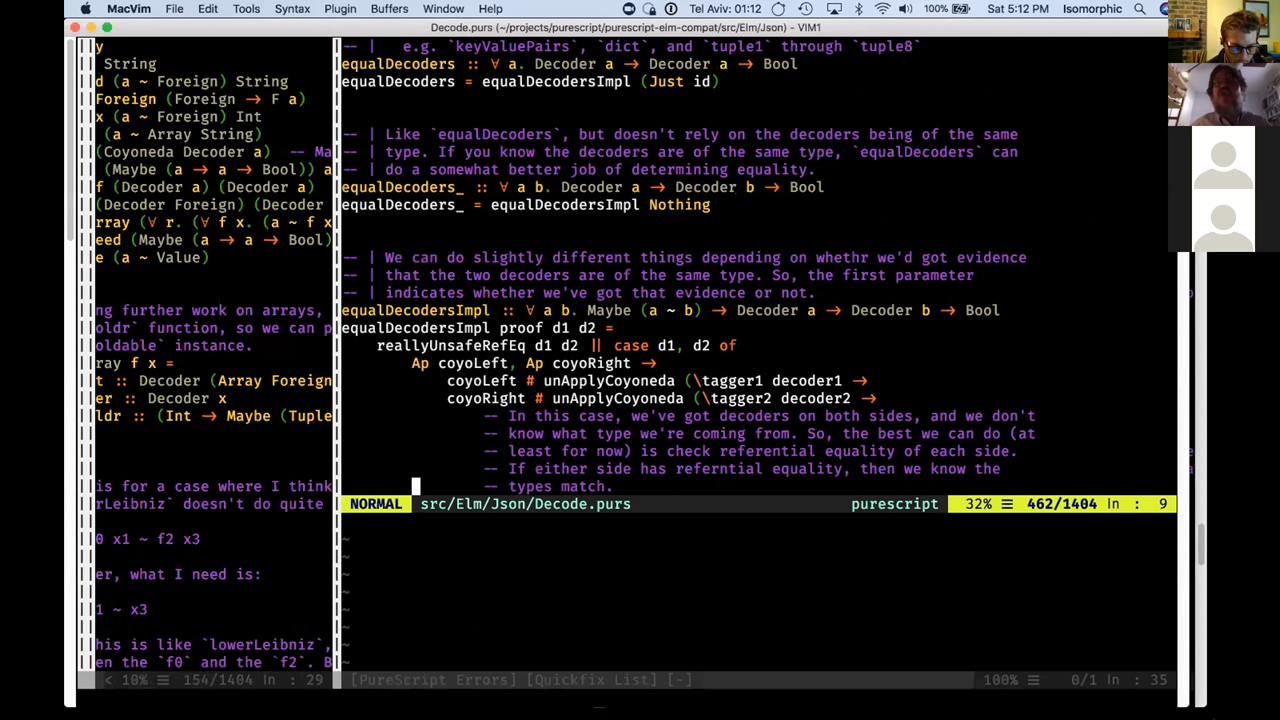 MacVim File Edit Tools Syntax Plugin Buffers Window Help Tel Aviv: 01:12 100% Sat 5:12 PM Isomorphic
Decode.purs (~/projects/purescript/purescript-elm-compat/src/Elm/Json) - VIM1
y
String
d (a ~ Foreign) String
Foreign (Foreign → F a)
x (a ~ Foreign) Int
(a ~ Array String)
(Coyoneda Decoder a) -- Ma
(Maybe (a → a → Bool)) a
f (Decoder a) (Decoder a)
(Decoder Foreign) (Decoder
rray (∀ r. (∀ f x. (a ~ f x
eed (Maybe (a → a → Bool)
e (a ~ Value)
ng further work on arrays,
oldr` function, so we can p
oldable` instance.
ray f x =
t :: Decoder (Array Foreign
er :: Decoder x
ldr :: (Int → Maybe (Tuple
is for a case where I think
rLeibniz` doesn't do quite
0 x1 ~ f2 x3
er, what I need is:
1 ~ x3
his is like `lowerLeibniz`,
en the `f0` and the `f2`. B
< 10% ☰ 154/1404 ln : 29
-- | e.g. `keyValuePairs`, `dict`, and `tuple1` through `tuple8`
equalDecoders :: ∀ a. Decoder a → Decoder a → Bool
equalDecoders = equalDecodersImpl (Just id)
-- | Like `equalDecoders`, but doesn't rely on the decoders being of the same
-- | type. If you know the decoders are of the same type, `equalDecoders` can
-- | do a somewhat better job of determining equality.
equalDecoders_ :: ∀ a b. Decoder a → Decoder b → Bool
equalDecoders_ = equalDecodersImpl Nothing
-- | We can do slightly different things depending on whethr we'd got evidence
-- | that the two decoders are of the same type. So, the first parameter
-- | indicates whether we've got that evidence or not.
equalDecodersImpl :: ∀ a b. Maybe (a ~ b) → Decoder a → Decoder b → Bool
equalDecodersImpl proof d1 d2 =
reallyUnsafeRefEq d1 d2 || case d1, d2 of
Ap coyoLeft, Ap coyoRight →
coyoLeft # unApplyCoyoneda (\tagger1 decoder1 →
coyoRight # unApplyCoyoneda (\tagger2 decoder2 →
-- In this case, we've got decoders on both sides, and we don't
-- know what type we're coming from. So, the best we can do (at
-- least for now) is check referential equality of each side.
-- If either side has referntial equality, then we know the
-- types match.
NORMAL src/Elm/Json/Decode.purs purescript 32% ☰ 462/1404 ln : 9
~
~
~
~
~
~
~
~
[PureScript Errors] [Quickfix List] [-] 100% ☰ 0/1 ln : 35